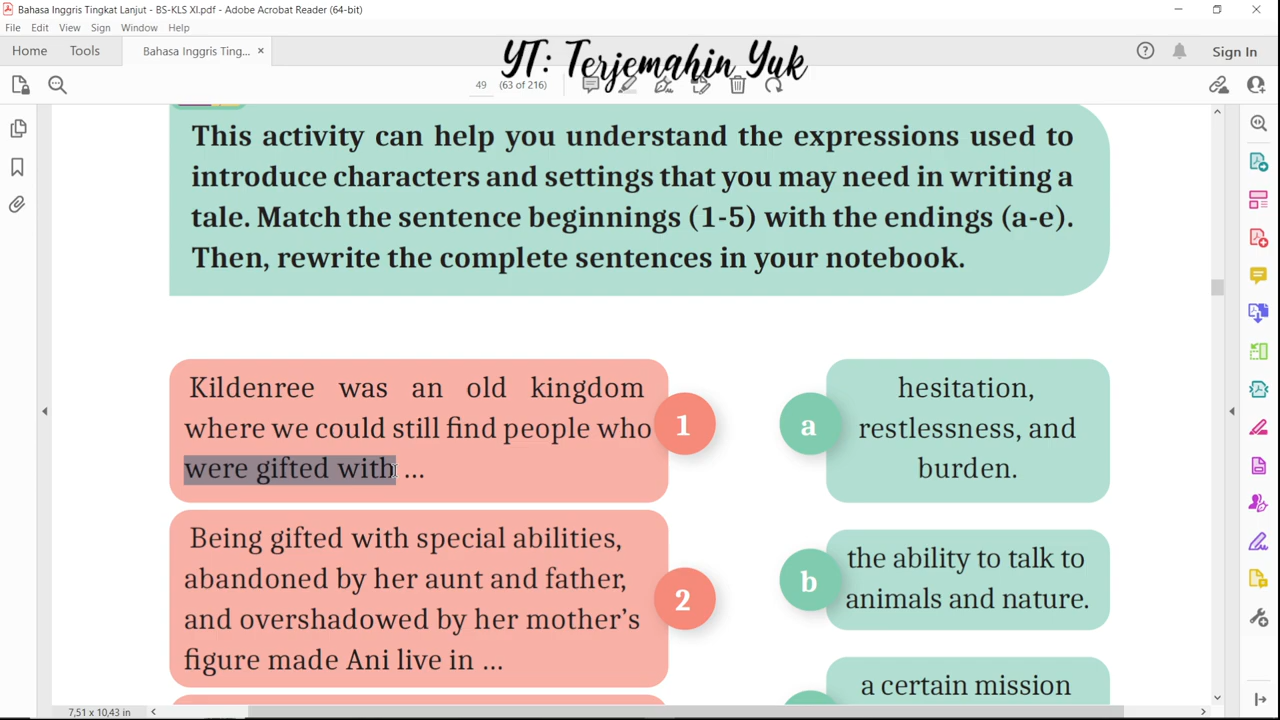 Bahasa Inggris Tingkat Lanjut - BS-KLS XI.pdf - Adobe Acrobat Reader (64-bit)
File Edit View Sign Window Help
Home Tools Bahasa Inggris Ting... × Sign In
YT: Terjemahin Yuk
49 (63 of 216)
This activity can help you understand the expressions used to
introduce characters and settings that you may need in writing a
tale. Match the sentence beginnings (1-5) with the endings (a-e).
Then, rewrite the complete sentences in your notebook.
Kildenree was an old kingdom
where we could still find people who
were gifted with ...
1
a
hesitation,
restlessness, and
burden.
Being gifted with special abilities,
abandoned by her aunt and father,
and overshadowed by her mother's
figure made Ani live in ...
2
b
the ability to talk to
animals and nature.
a certain mission
7,51 x 10,43 in